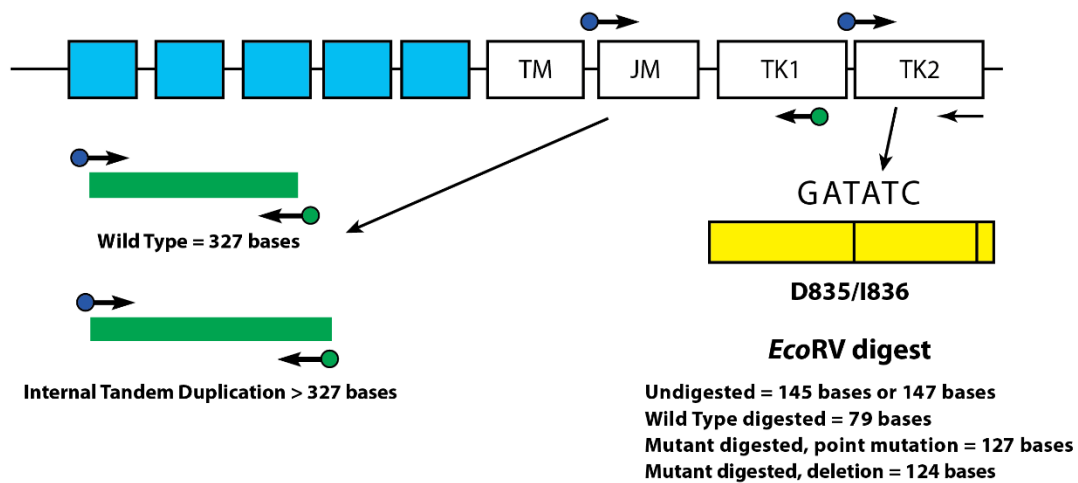 TM
JM
TK1
TK2
Wild Type = 327 bases
Internal Tandem Duplication > 327 bases
GATATC
D835/I836
EcoRV digest
Undigested = 145 bases or 147 bases
Wild Type digested = 79 bases
Mutant digested, point mutation = 127 bases
Mutant digested, deletion = 124 bases